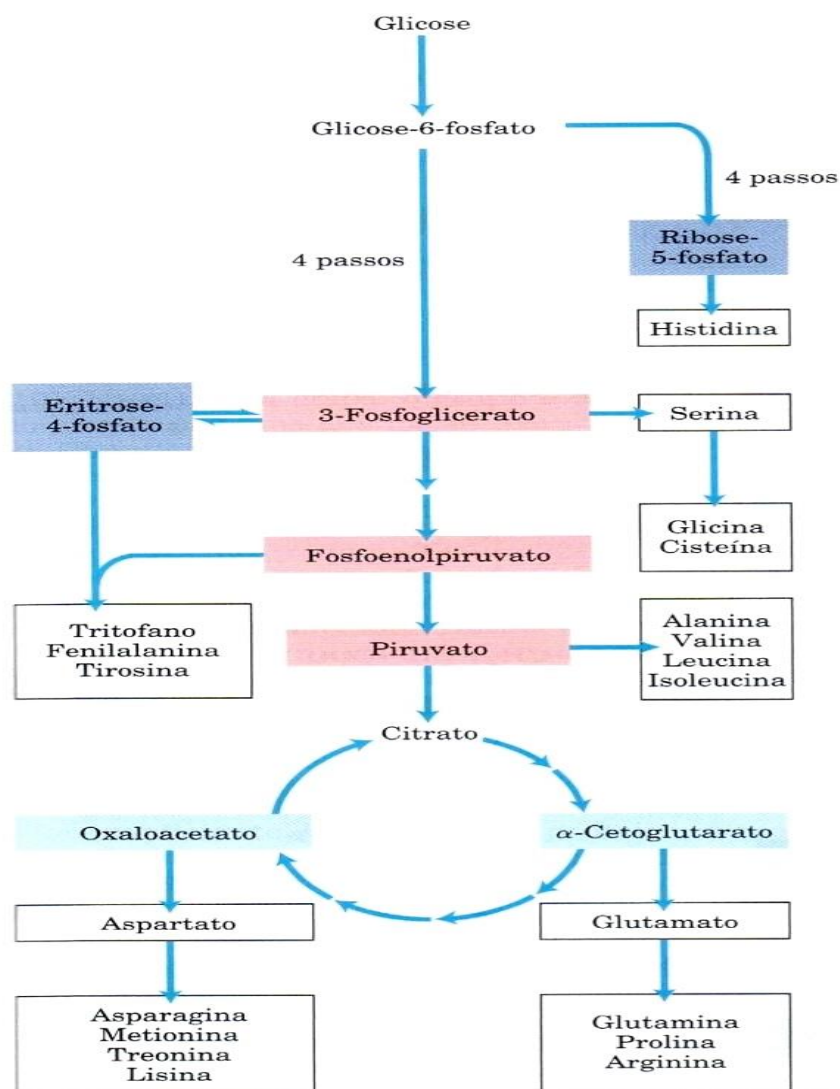 Glicose
Glicose-6-fosfato
4 passos
Ribose-
5-fosfato
4 passos
Histidina
Eritrose-
4-fosfato
3-Fosfoglicerato
Serina
Glicina
Cisteína
Fosfoenolpiruvato
Tritofano
Fenilalanina
Tirosina
Piruvato
Alanina
Valina
Leucina
Isoleucina
Citrato
Oxaloacetato
α-Cetoglutarato
Aspartato
Glutamato
Asparagina
Metionina
Treonina
Lisina
Glutamina
Prolina
Arginina